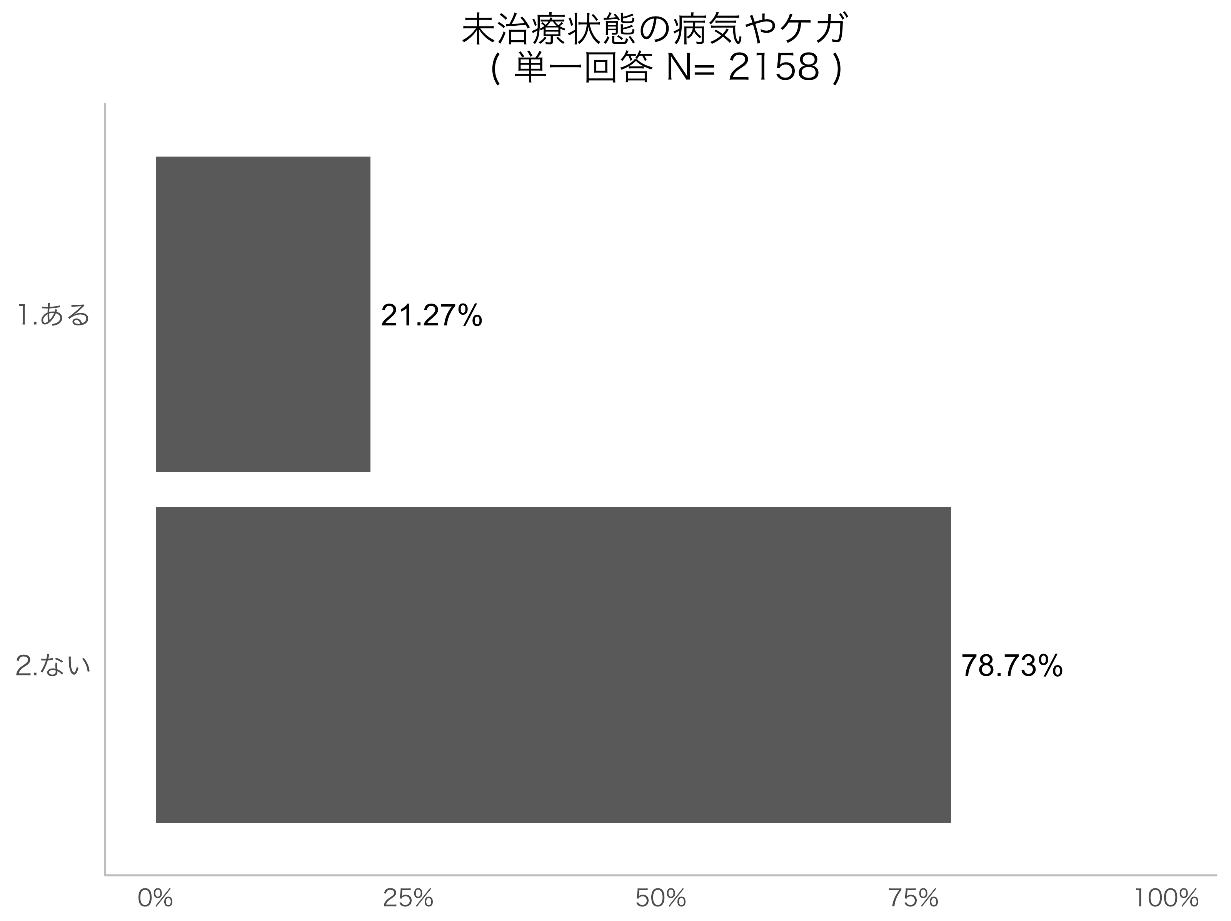 未治療状態の病気やケガ
( 単一回答 N= 2158 )
1.ある
21.27%
2.ない
78.73%
0% 25% 50% 75% 100%